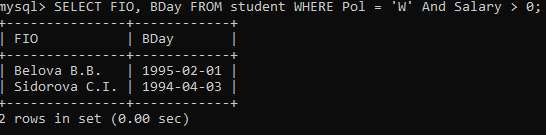 mysql> SELECT FIO, BDay FROM student WHERE Pol = 'W' And Salary > 0;
+---------------+------------+
| FIO           | BDay       |
+---------------+------------+
| Belova B.B.   | 1995-02-01 |
| Sidorova C.I. | 1994-04-03 |
+---------------+------------+
2 rows in set (0.00 sec)